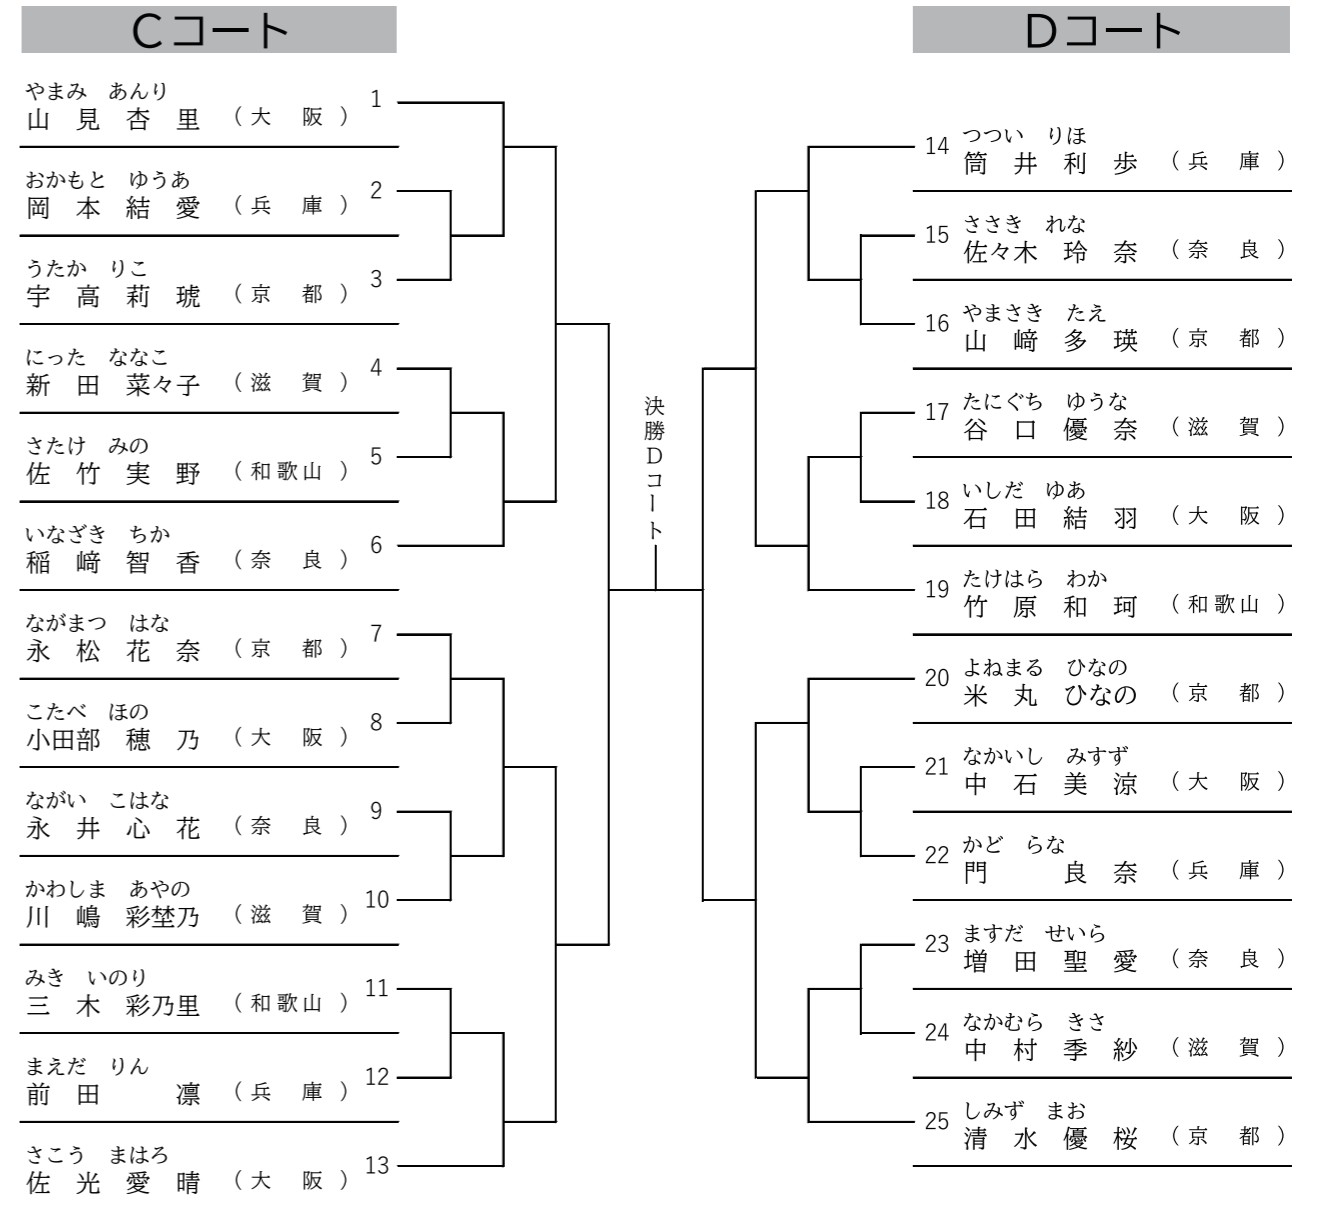 Cコート
やまみ　あんり
山見杏里（大阪）1
おかもと　ゆうあ
岡本結愛（兵庫）2
うたか　りこ
宇高莉琥（京都）3
にった　ななこ
新田菜々子（滋賀）4
さたけ　みの
佐竹実野（和歌山）5
いなざき　ちか
稲﨑智香（奈良）6
ながまつ　はな
永松花奈（京都）7
こたべ　ほの
小田部穂乃（大阪）8
ながい　こはな
永井心花（奈良）9
かわしま　あやの
川嶋彩埜乃（滋賀）10
みき　いのり
三木彩乃里（和歌山）11
まえだ　りん
前田凛（兵庫）12
さこう　まはろ
佐光愛晴（大阪）13
決勝Dコート
Dコート
つつい　りほ
14 筒井利歩（兵庫）
ささき　れな
15 佐々木玲奈（奈良）
やまさき　たえ
16 山﨑多瑛（京都）
たにぐち　ゆうな
17 谷口優奈（滋賀）
いしだ　ゆあ
18 石田結羽（大阪）
たけはら　わか
19 竹原和珂（和歌山）
よねまる　ひなの
20 米丸ひなの（京都）
なかいし　みすず
21 中石美涼（大阪）
かど　らな
22 門良奈（兵庫）
ますだ　せいら
23 増田聖愛（奈良）
なかむら　きさ
24 中村季紗（滋賀）
しみず　まお
25 清水優桜（京都）